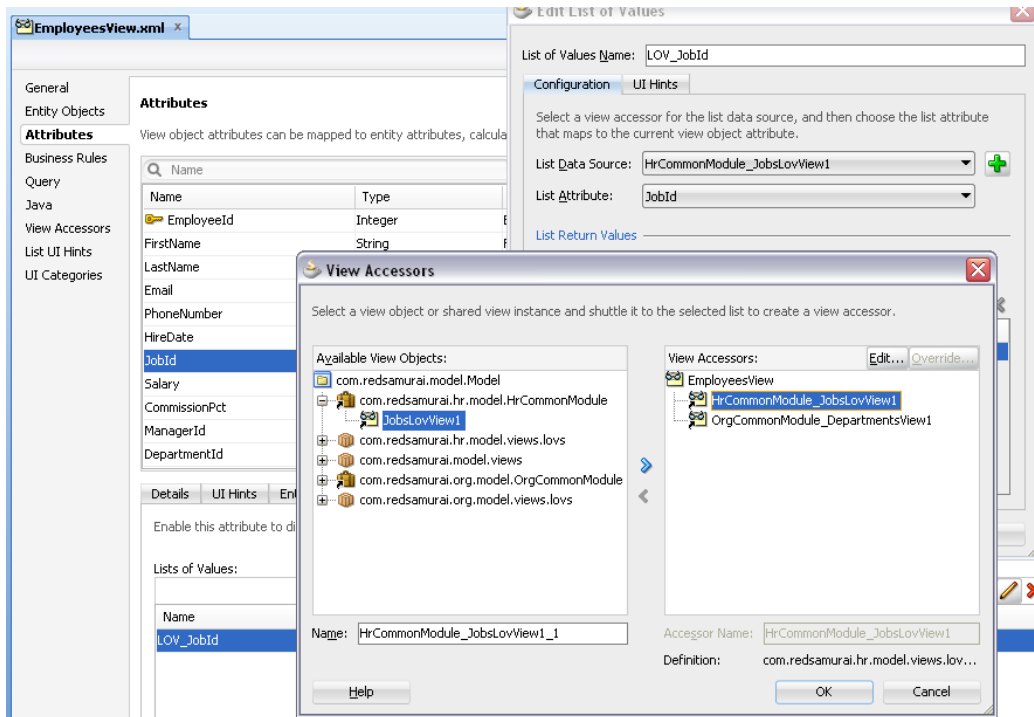 EmployeesView.xml
General
Entity Objects
Attributes
Business Rules
Query
Java
View Accessors
List UI Hints
UI Categories
Attributes
View object attributes can be mapped to entity attributes, calcula
Name
Name Type
EmployeeId Integer
FirstName String
LastName
Email
PhoneNumber
HireDate
JobId
Salary
CommissionPct
ManagerId
DepartmentId
Details UI Hints Ent
Enable this attribute to di
Lists of Values:
Name
LOV_JobId
Edit List of Values
List of Values Name: LOV_JobId
Configuration UI Hints
Select a view accessor for the list data source, and then choose the list attribute
that maps to the current view object attribute.
List Data Source: HrCommonModule_JobsLovView1
List Attribute: JobId
List Return Values
View Accessors
Select a view object or shared view instance and shuttle it to the selected list to create a view accessor.
Available View Objects:
com.redsamurai.model.Model
com.redsamurai.hr.model.HrCommonModule
JobsLovView1
com.redsamurai.hr.model.views.lovs
com.redsamurai.model.views
com.redsamurai.org.model.OrgCommonModule
com.redsamurai.org.model.views.lovs
Name: HrCommonModule_JobsLovView1_1
View Accessors: Edit... Override...
EmployeesView
HrCommonModule_JobsLovView1
OrgCommonModule_DepartmentsView1
Accessor Name: HrCommonModule_JobsLovView1
Definition: com.redsamurai.hr.model.views.lov...
Help OK Cancel